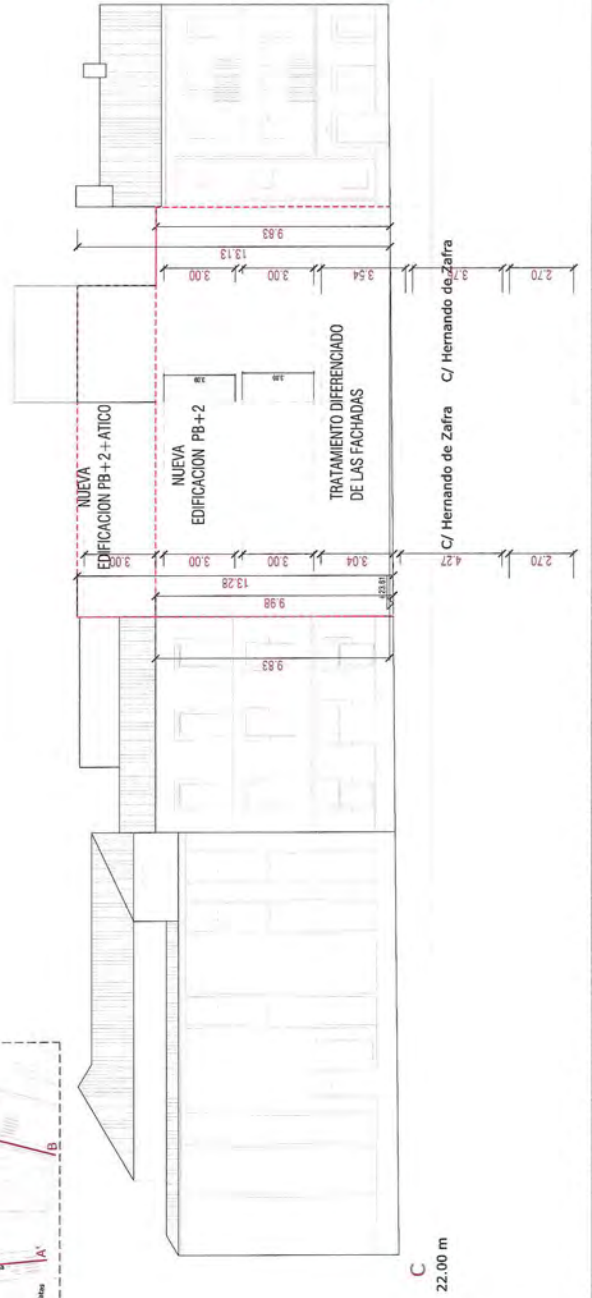 NUEVA
EDIFICACION PB+2+ATICO
NUEVA
EDIFICACION PB+2
TRATAMIENTO DIFERENCIADO
DE LAS FACHADAS
C/ Hernando de Zafra
C/ Hernando de Zafra
9.83
13.13
3.00
3.00
3.54
2.70
3.00
3.00
3.00
3.04
4.27
2.70
13.28
9.98
9.83
C
22.00 m
A'
B